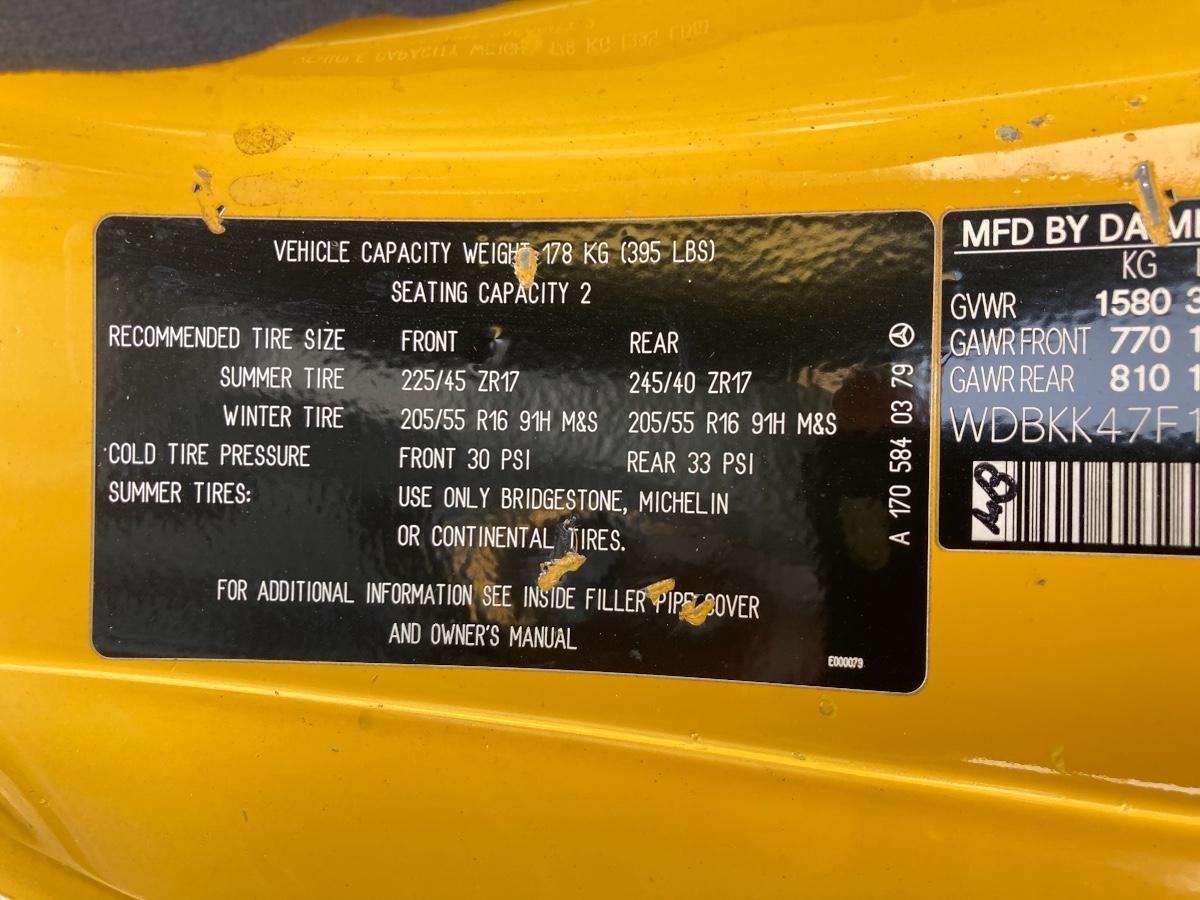 VEHICLE CAPACITY WEIGHT 178 KG (395 LBS)
SEATING CAPACITY 2
RECOMMENDED TIRE SIZE FRONT REAR
SUMMER TIRE 225/45 ZR17 245/40 ZR17
WINTER TIRE 205/55 R16 91H M&S 205/55 R16 91H M&S
COLD TIRE PRESSURE FRONT 30 PSI REAR 33 PSI
SUMMER TIRES: USE ONLY BRIDGESTONE, MICHELIN
OR CONTINENTAL TIRES.
FOR ADDITIONAL INFORMATION SEE INSIDE FILLER PIPE COVER
AND OWNER'S MANUAL
E000079
A 170 584 03 79
MFD BY
KG
GVWR 1580
GAWR FRONT 770
GAWR REAR 810
WDBKK47F